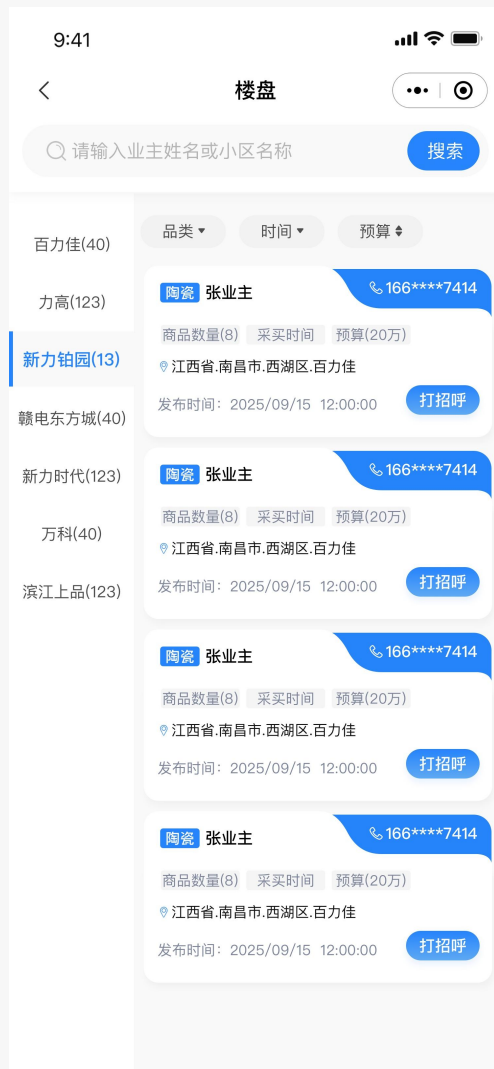 9:41
楼盘
请输入业主姓名或小区名称
搜索
百力佳(40)
力高(123)
新力铂园(13)
赣电东方城(40)
新力时代(123)
万科(40)
滨江上品(123)
品类 时间 预算
陶瓷 张业主 166****7414
商品数量(8) 采买时间 预算(20万)
江西省.南昌市.西湖区.百力佳
发布时间：2025/09/15 12:00:00 打招呼
陶瓷 张业主 166****7414
商品数量(8) 采买时间 预算(20万)
江西省.南昌市.西湖区.百力佳
发布时间：2025/09/15 12:00:00 打招呼
陶瓷 张业主 166****7414
商品数量(8) 采买时间 预算(20万)
江西省.南昌市.西湖区.百力佳
发布时间：2025/09/15 12:00:00 打招呼
陶瓷 张业主 166****7414
商品数量(8) 采买时间 预算(20万)
江西省.南昌市.西湖区.百力佳
发布时间：2025/09/15 12:00:00 打招呼